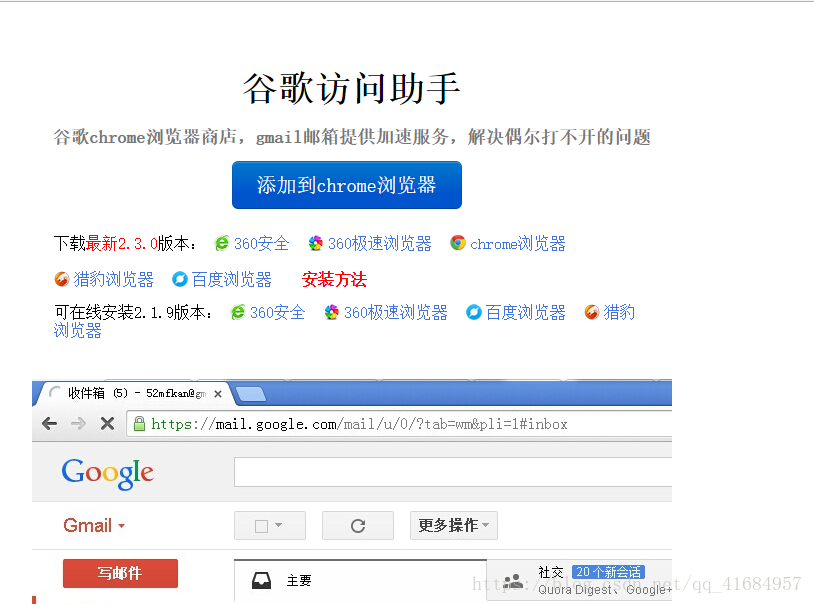 谷歌访问助手
谷歌chrome浏览器商店，gmail邮箱提供加速服务，解决偶尔打不开的问题
添加到chrome浏览器
下载最新2.3.0版本： 360安全 360极速浏览器 chrome浏览器
猎豹浏览器 百度浏览器 安装方法
可在线安装2.1.9版本： 360安全 360极速浏览器 百度浏览器 猎豹
浏览器
收件箱 (5) - 52mfkan@gm
https://mail.google.com/mail/u/0/?tab=wm&pli=1#inbox
Google
Gmail 更多操作
写邮件
主要 社交 20 个新会话
Quora Digest、Google+
https://blog.csdn.net/qq_41684957